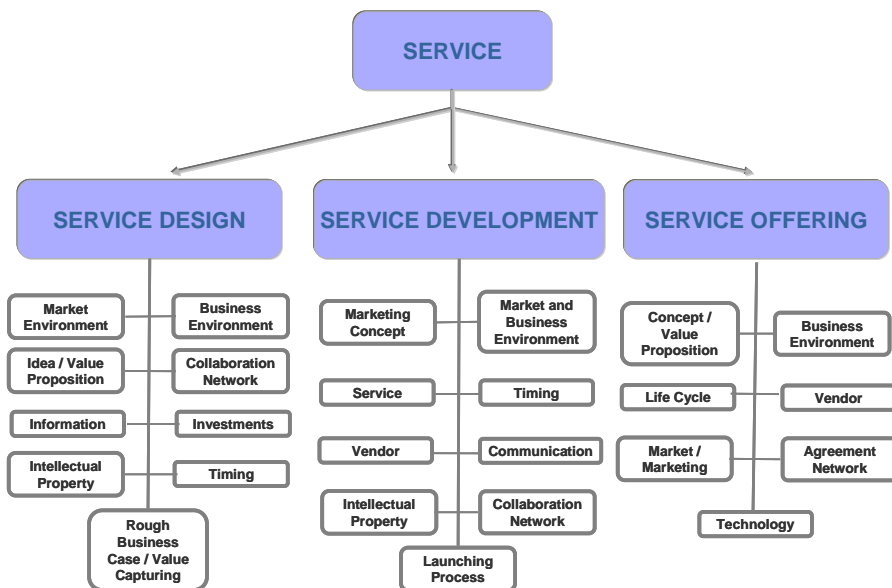 SERVICE
SERVICE DESIGN
SERVICE DEVELOPMENT
SERVICE OFFERING
Market
Environment
Business
Environment
Idea / Value
Proposition
Collaboration
Network
Information
Investments
Intellectual
Property
Timing
Rough
Business
Case / Value
Capturing
Marketing
Concept
Market and
Business
Environment
Service
Timing
Vendor
Communication
Intellectual
Property
Collaboration
Network
Launching
Process
Concept /
Value
Proposition
Business
Environment
Life Cycle
Vendor
Market /
Marketing
Agreement
Network
Technology